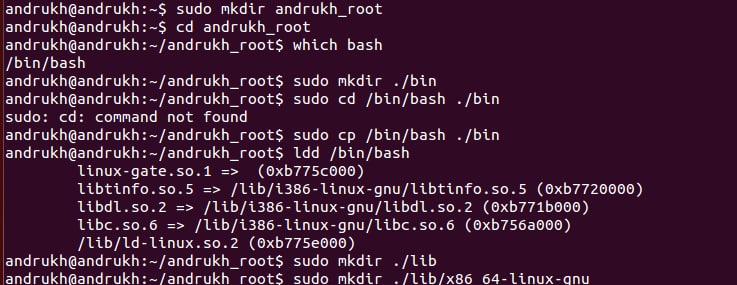 andrukh@andrukh:~$ sudo mkdir andrukh_root
andrukh@andrukh:~$ cd andrukh_root
andrukh@andrukh:~/andrukh_root$ which bash
/bin/bash
andrukh@andrukh:~/andrukh_root$ sudo mkdir ./bin
andrukh@andrukh:~/andrukh_root$ sudo cd /bin/bash ./bin
sudo: cd: command not found
andrukh@andrukh:~/andrukh_root$ sudo cp /bin/bash ./bin
andrukh@andrukh:~/andrukh_root$ ldd /bin/bash
linux-gate.so.1 =>  (0xb775c000)
libtinfo.so.5 => /lib/i386-linux-gnu/libtinfo.so.5 (0xb7720000)
libdl.so.2 => /lib/i386-linux-gnu/libdl.so.2 (0xb771b000)
libc.so.6 => /lib/i386-linux-gnu/libc.so.6 (0xb756a000)
/lib/ld-linux.so.2 (0xb775e000)
andrukh@andrukh:~/andrukh_root$ sudo mkdir ./lib
andrukh@andrukh:~/andrukh_root$ sudo mkdir ./lib/x86_64-linux-gnu